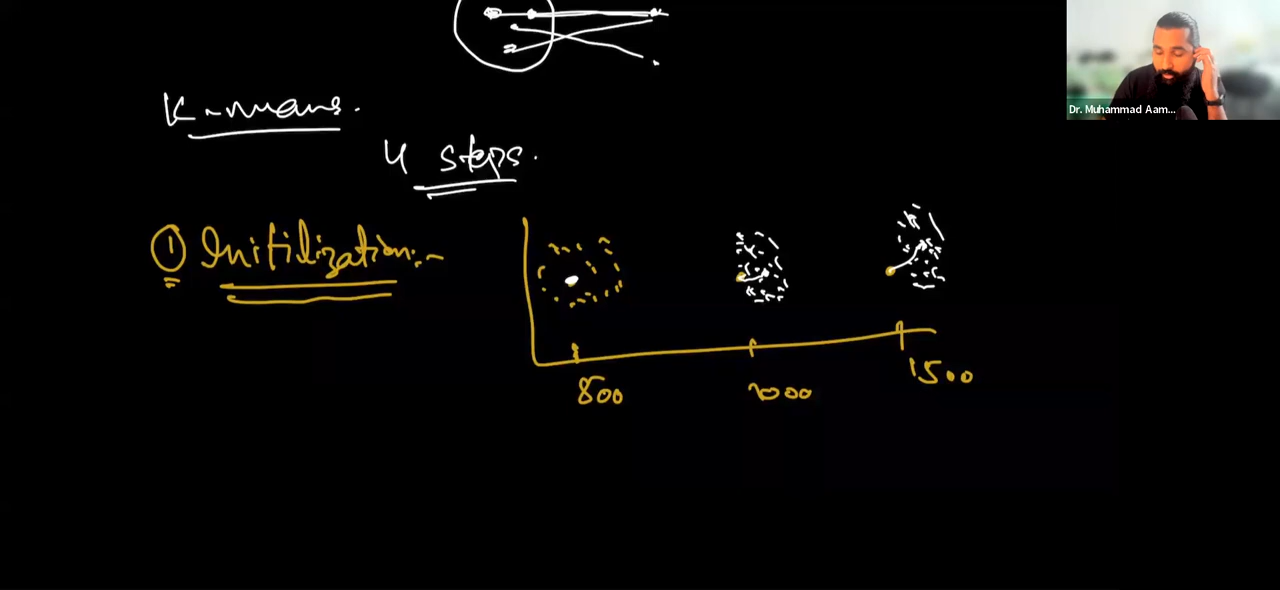 Dr. Muhammad Aam...
K-means.
4 steps.
① Initilization:-
800
1000
1500